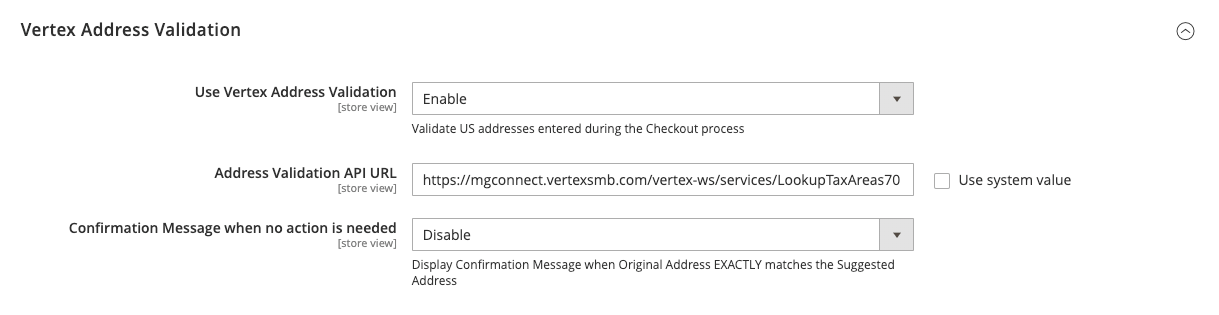 Vertex Address Validation
Use Vertex Address Validation
[store view]
Enable
Validate US addresses entered during the Checkout process
Address Validation API URL
[store view]
https://mgconnect.vertexsmb.com/vertex-ws/services/LookupTaxAreas70
Use system value
Confirmation Message when no action is needed
[store view]
Disable
Display Confirmation Message when Original Address EXACTLY matches the Suggested
Address